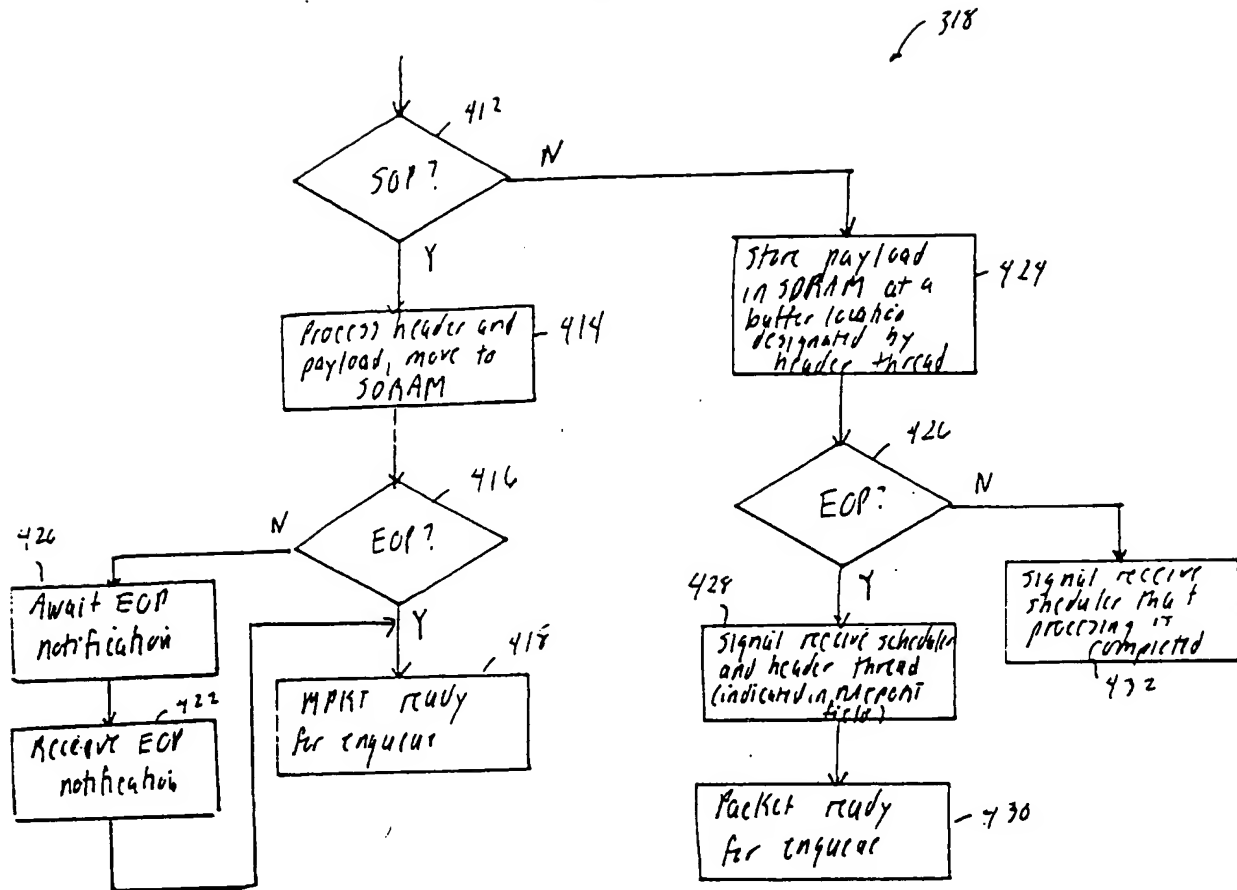 318
412
SOP?
N
Y
Process header and
payload, move to
SDRAM
414
store payload
in SDRAM at a
buffer location
designated by
header thread
424
416
EOP?
N
Y
426
EOP?
N
Y
420
Await EOP
notification
422
Receive EOP
notification
418
MPKT ready
for enqueue
428
signal receive scheduler
and header thread
(indicated in
field)
signal receive
sheduler that
processing is
completed
432
Packet ready
for enqueue
430